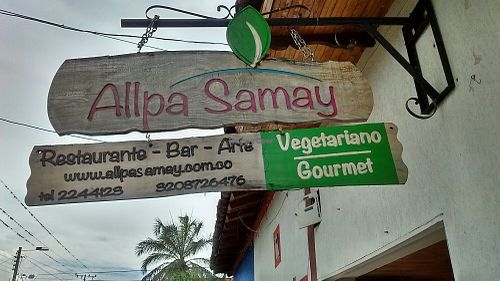 Allpa Samay
Restaurante - Bar - Arte
www.allpasamay.com.co
tel 2244128 3208726476
Vegetariano
Gourmet